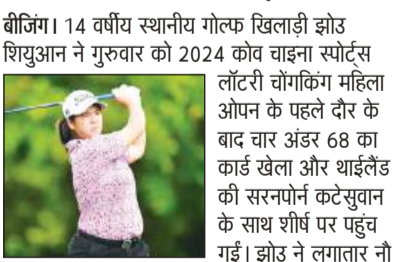 बीजिंग। 14 वर्षीय स्थानीय गोल्फ खिलाड़ी झोउ
शियुआन ने गुरुवार को 2024 कोव चाइना स्पोर्ट्स
लॉटरी चोंगकिंग महिला
ओपन के पहले दौर के
बाद चार अंडर 68 का
कार्ड खेला और थाईलैंड
की सरनपोर्न कटेसुवान
के साथ शीर्ष पर पहुंच
गईं। झोउ ने लगातार नौ